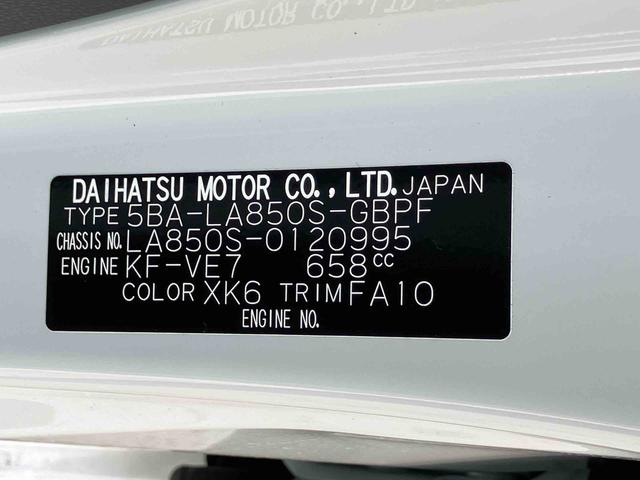 DAIHATSU MOTOR CO.,LTD.JAPAN
TYPE 5BA-LA850S-GBPF
CHASSIS NO.LA850S-0120995
ENGINE KF-VE7 658cc
COLOR XK6 TRIM FA10
ENGINE NO.